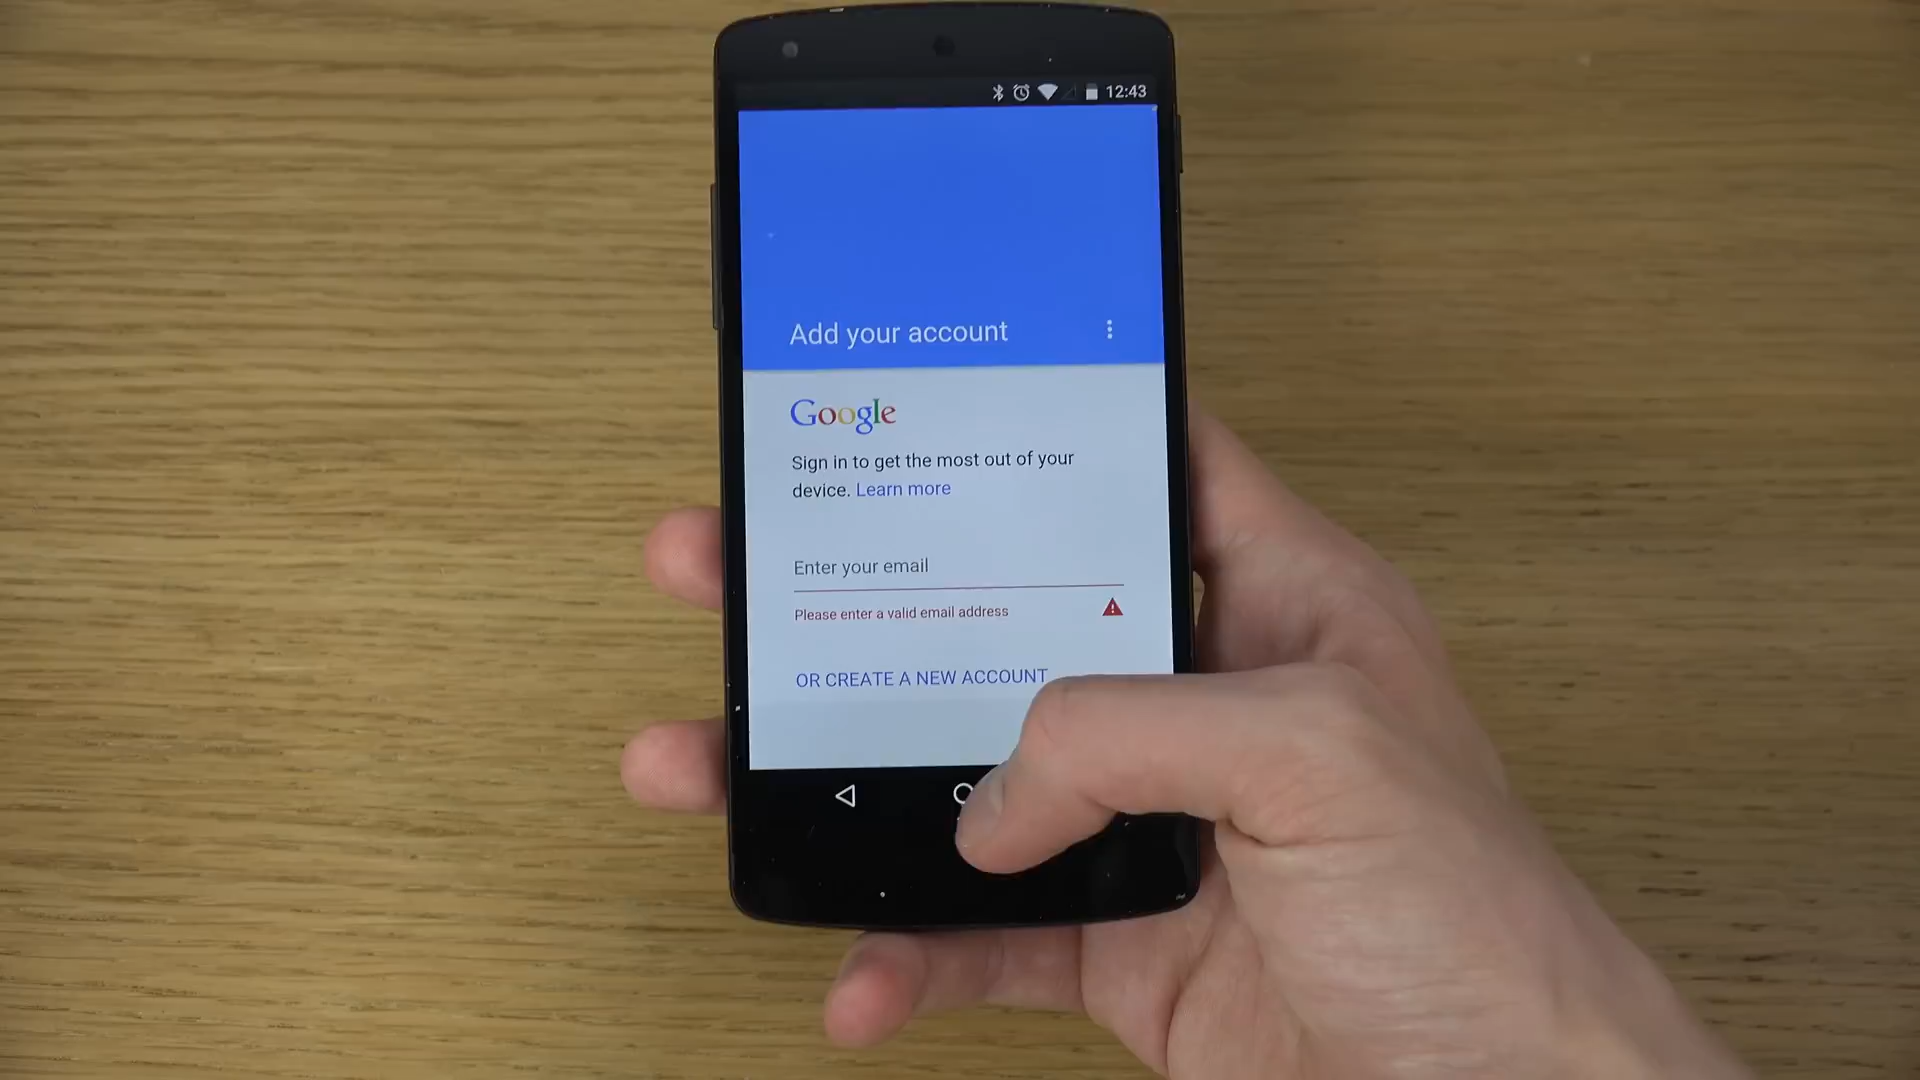 12:43
Add your account
Google
Sign in to get the most out of your
device. Learn more
Enter your email
Please enter a valid email address
OR CREATE A NEW ACCOUNT